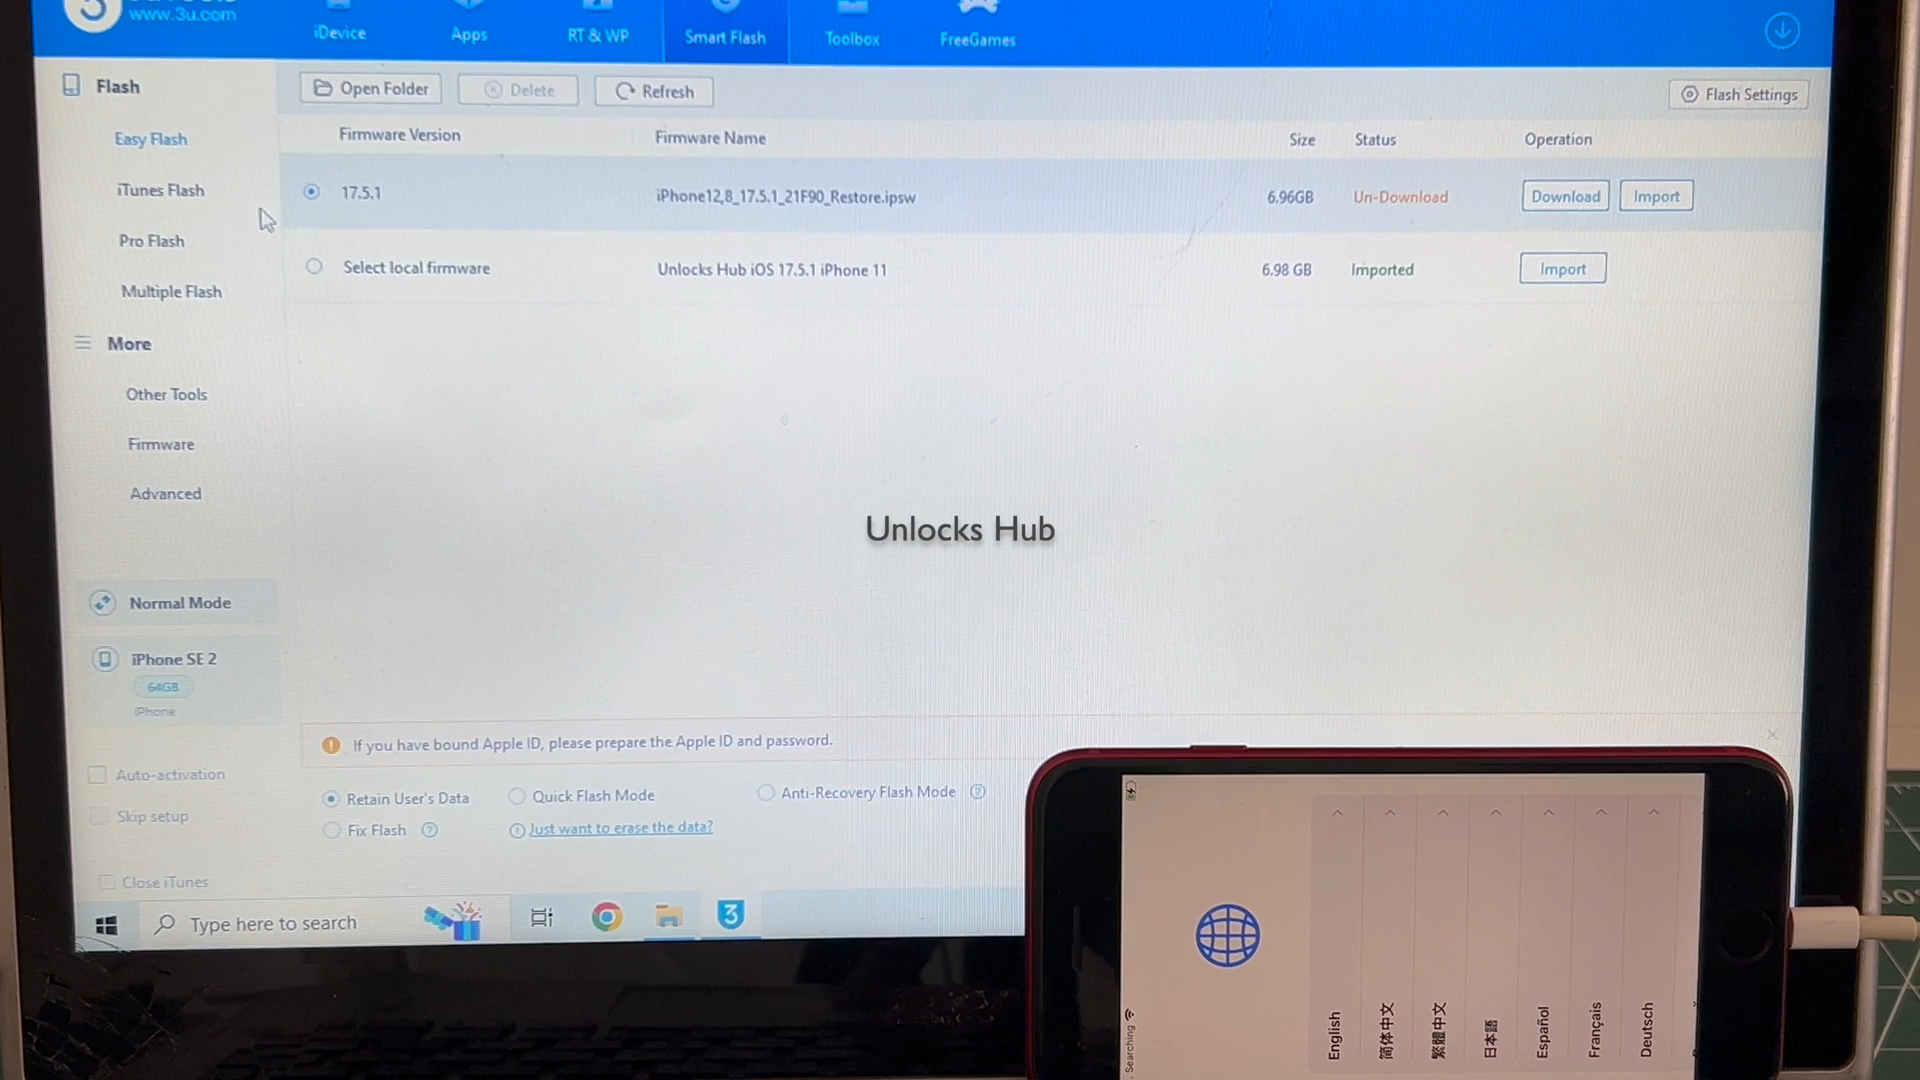 www.3u.com
iDevice
Apps
RT & WP
Smart Flash
Toolbox
FreeGames
Flash
Easy Flash
iTunes Flash
Pro Flash
Multiple Flash
More
Other Tools
Firmware
Advanced
Normal Mode
iPhone SE 2
64GB
iPhone
Auto-activation
Skip setup
Close iTunes
Open Folder
Delete
Refresh
Flash Settings
Firmware Version Firmware Name Size Status Operation
17.5.1 iPhone12,8_17.5.1_21F90_Restore.ipsw 6.96GB Un-Download Download Import
Select local firmware Unlocks Hub iOS 17.5.1 iPhone 11 6.98 GB Imported Import
Unlocks Hub
If you have bound Apple ID, please prepare the Apple ID and password.
Retain User's Data Quick Flash Mode Anti-Recovery Flash Mode
Fix Flash Just want to erase the data?
Type here to search
3
Searching
English
简体中文
繁體中文
日本語
Español
Français
Deutsch